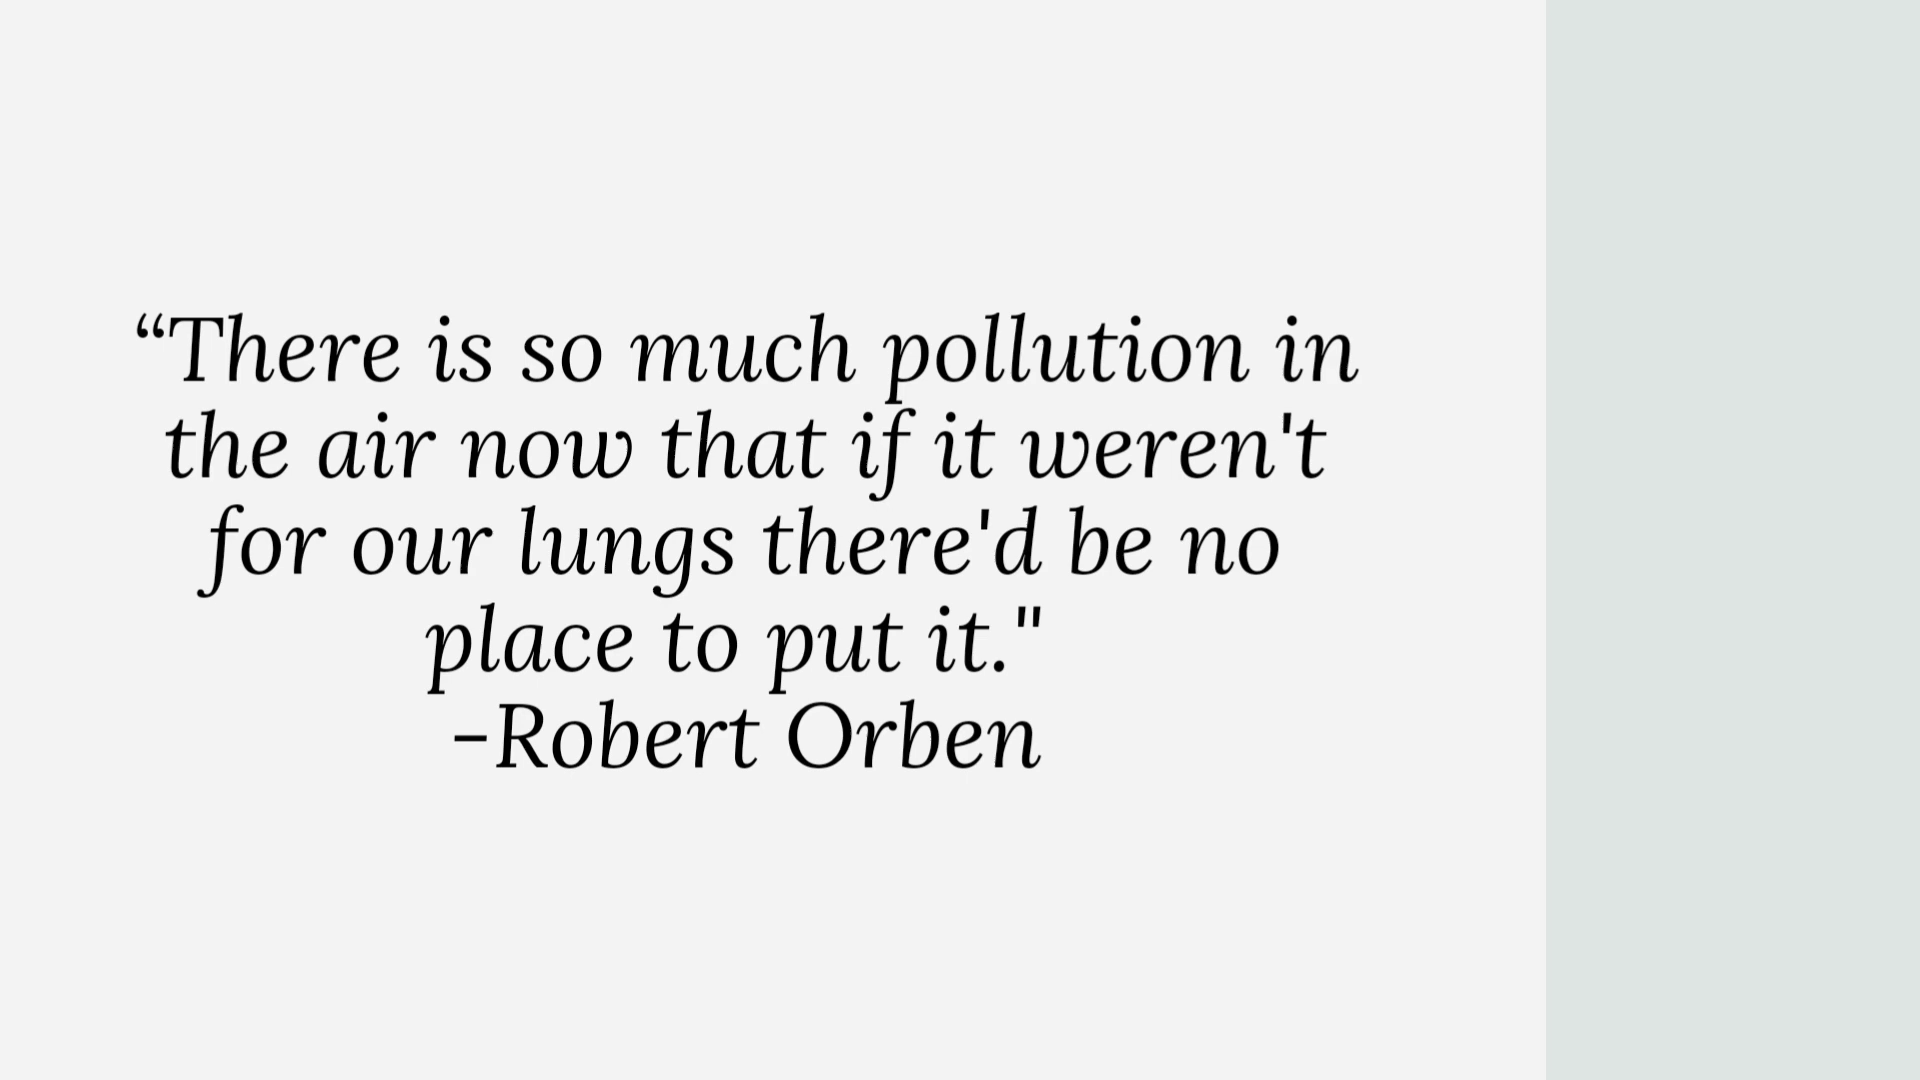 “There is so much pollution in
the air now that if it weren't
for our lungs there'd be no
place to put it."
-Robert Orben